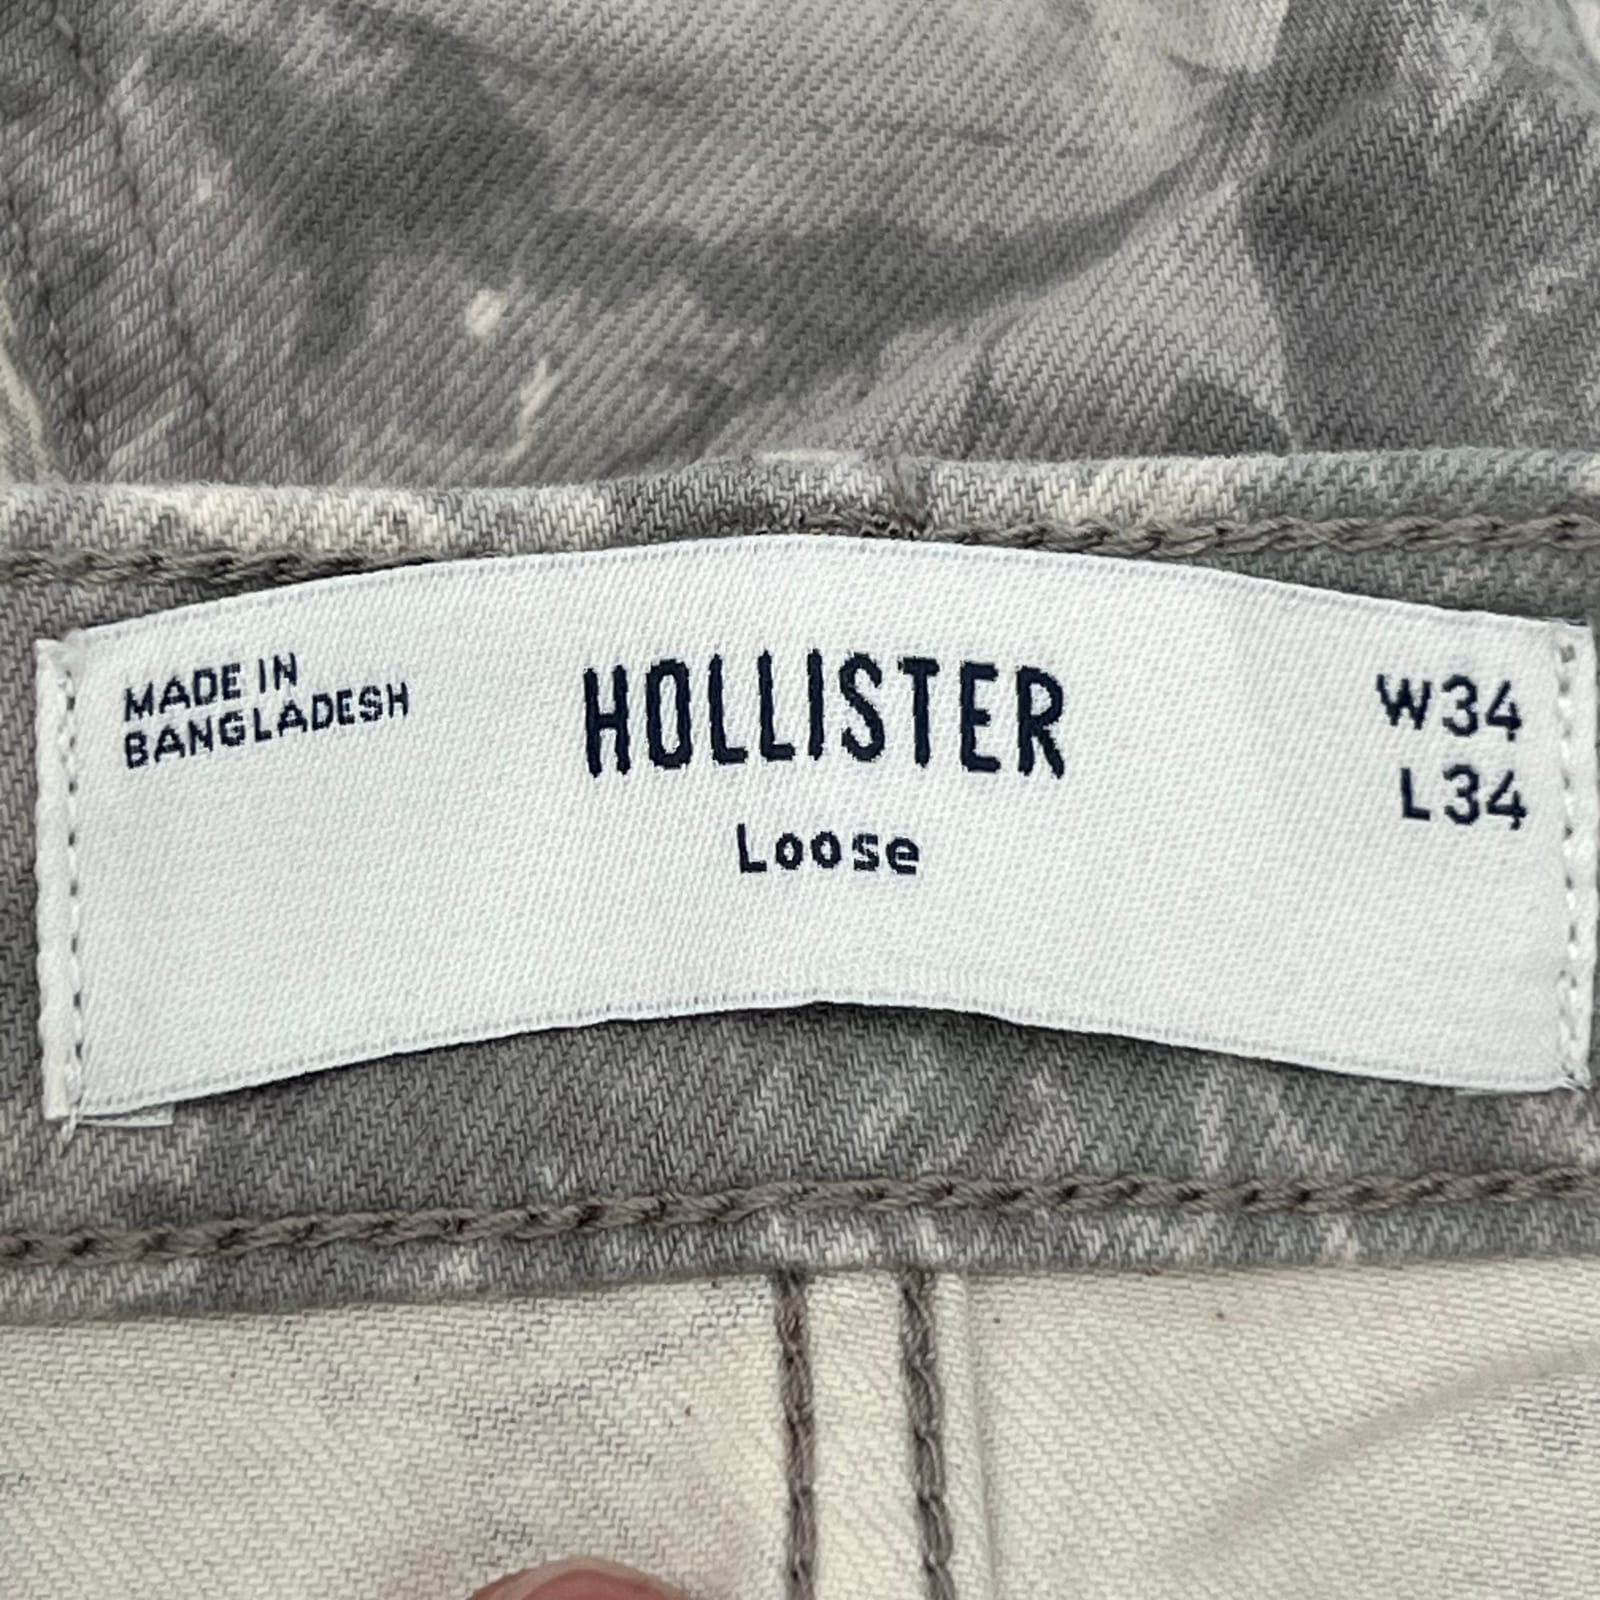 MADE IN
BANGLADESH
HOLLISTER
Loose
W34
L34